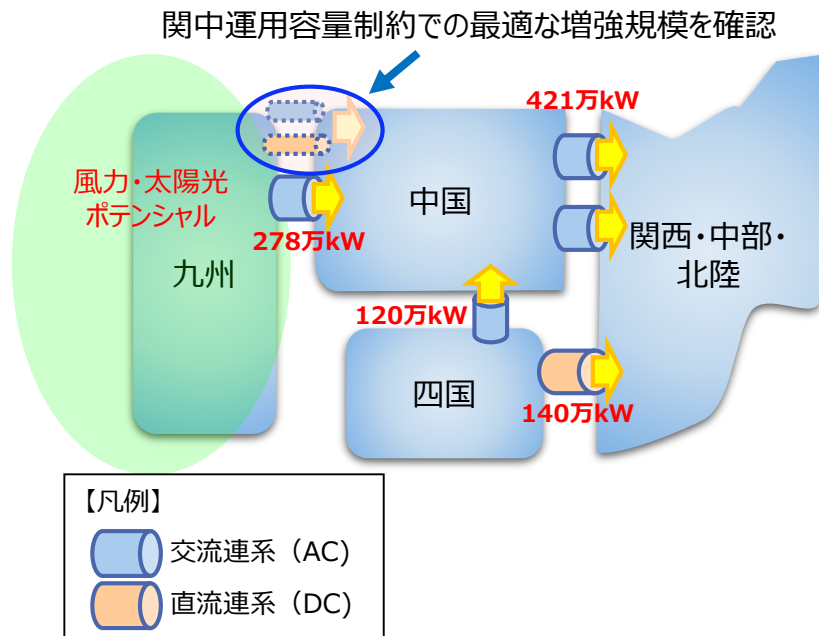 関中運用容量制約での最適な増強規模を確認
421万kW
風力・太陽光
ポテンシャル
278万kW
中国
関西・中部・
北陸
九州
120万kW
四国
140万kW
【凡例】
交流連系（AC)
直流連系（DC)